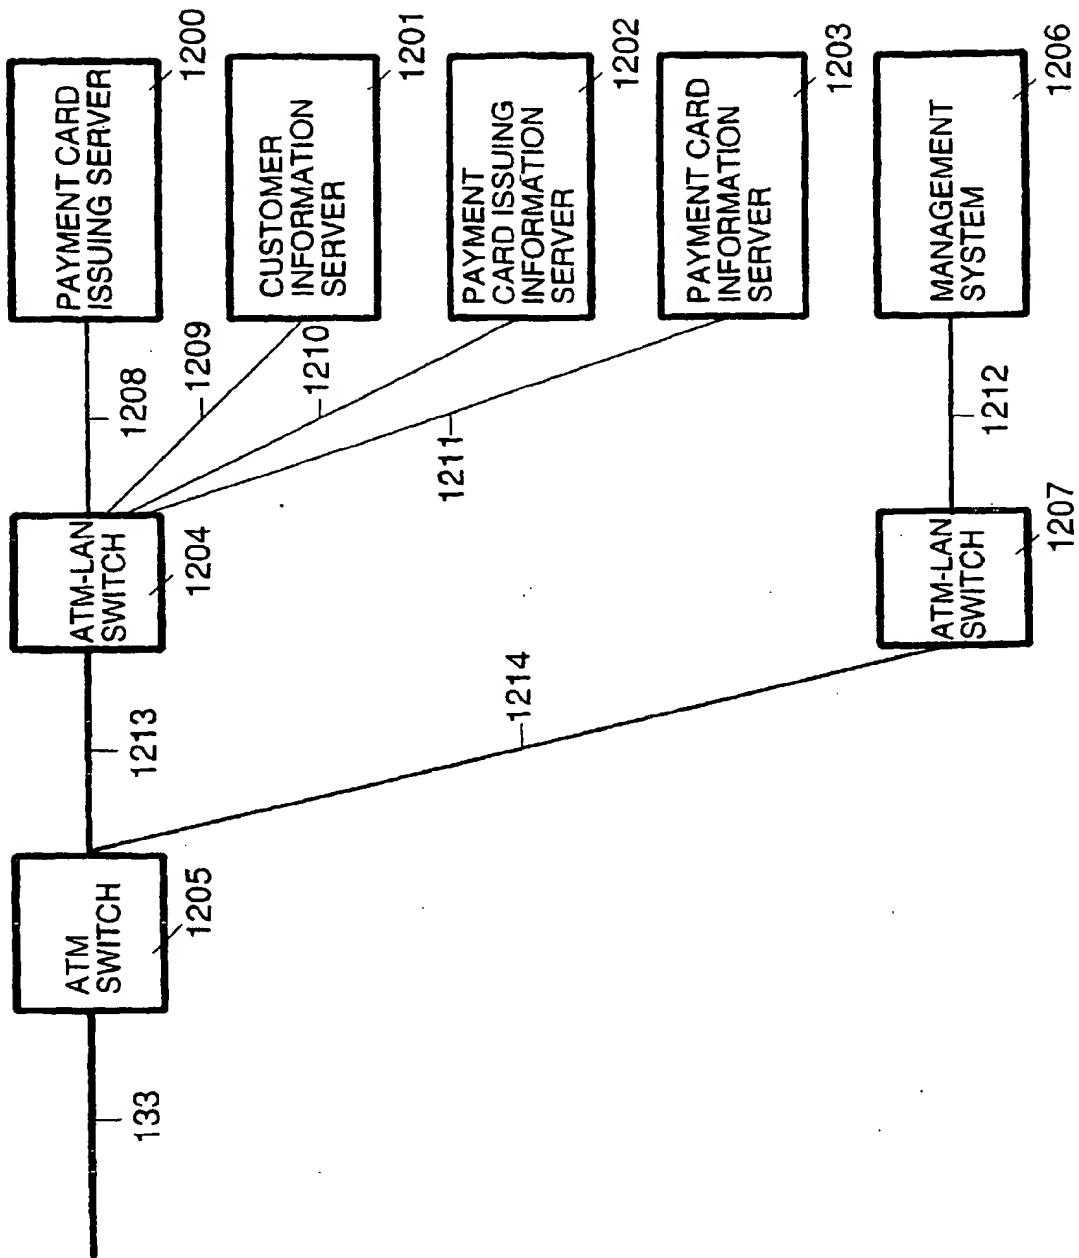 PAYMENT CARD
ISSUING SERVER
1200
CUSTOMER
INFORMATION
SERVER
1201
PAYMENT
CARD ISSUING
INFORMATION
SERVER
1202
PAYMENT CARD
INFORMATION
SERVER
1203
MANAGEMENT
SYSTEM
1206
1208
1209
1210
1211
1212
ATM-LAN
SWITCH
1204
ATM-LAN
SWITCH
1207
1213
1214
ATM
SWITCH
1205
133